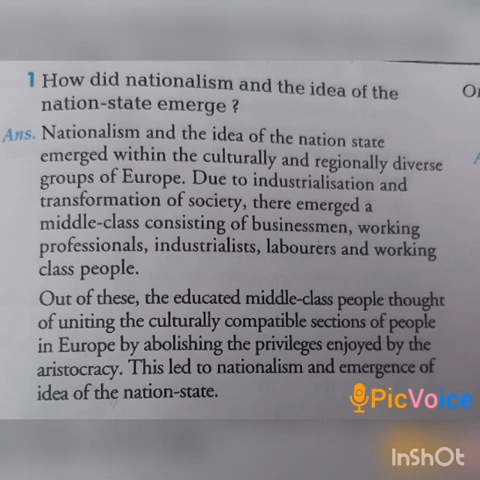 1 How did nationalism and the idea of the
nation-state emerge ?
Ans. Nationalism and the idea of the nation state
emerged within the culturally and regionally diverse
groups of Europe. Due to industrialisation and
transformation of society, there emerged a
middle-class consisting of businessmen, working
professionals, industrialists, labourers and working
class people.
Out of these, the educated middle-class people thought
of uniting the culturally compatible sections of people
in Europe by abolishing the privileges enjoyed by the
aristocracy. This led to nationalism and emergence of
idea of the nation-state.
PicVoice
InShOt